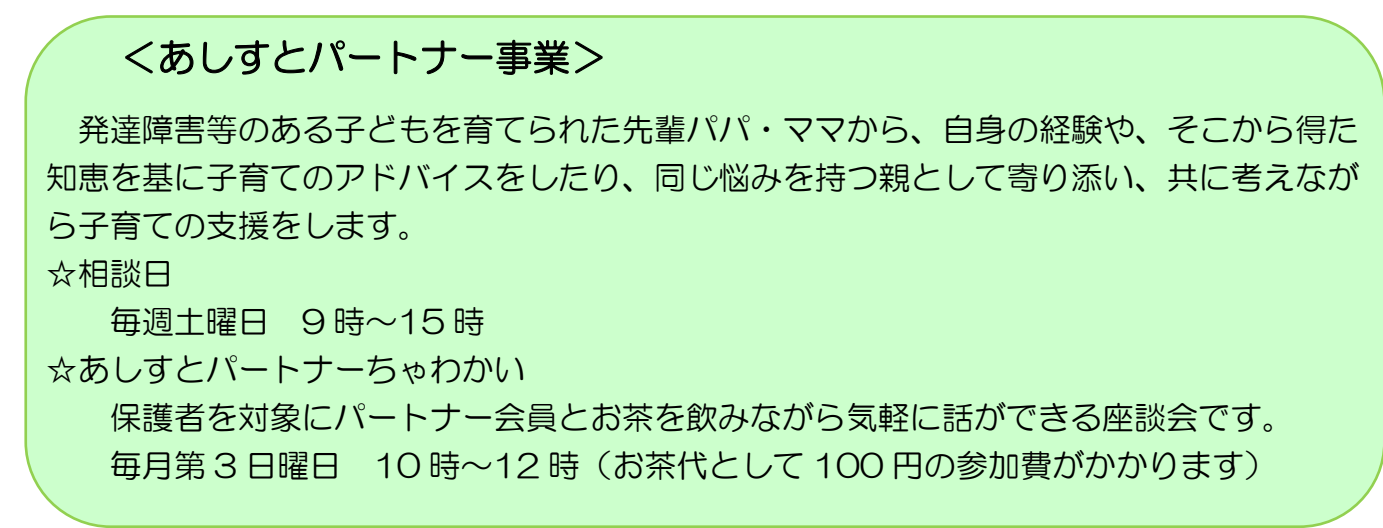 ＜あしすとパートナー事業＞
発達障害等のある子どもを育てられた先輩パパ・ママから、自身の経験や、そこから得た
知恵を基に子育てのアドバイスをしたり、同じ悩みを持つ親として寄り添い、共に考えなが
ら子育ての支援をします。
☆相談日
毎週土曜日　９時～15時
☆あしすとパートナーちゃわかい
保護者を対象にパートナー会員とお茶を飲みながら気軽に話ができる座談会です。
毎月第３日曜日　10時～12時（お茶代として100円の参加費がかかります）